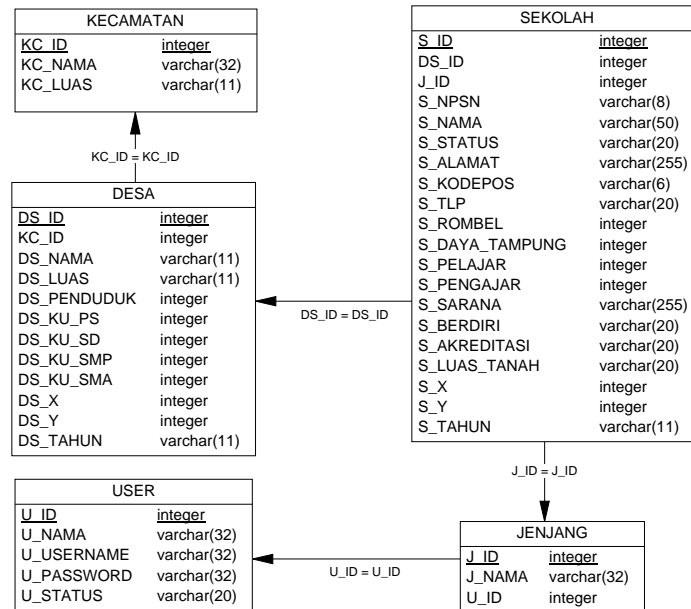 KECAMATAN
KC_ID integer
KC_NAMA varchar(32)
KC_LUAS varchar(11)
KC_ID = KC_ID
DESA
DS_ID integer
KC_ID integer
DS_NAMA varchar(11)
DS_LUAS varchar(11)
DS_PENDUDUK integer
DS_KU_PS integer
DS_KU_SD integer
DS_KU_SMP integer
DS_KU_SMA integer
DS_X integer
DS_Y integer
DS_TAHUN varchar(11)
DS_ID = DS_ID
SEKOLAH
S_ID integer
DS_ID integer
J_ID integer
S_NPSN varchar(8)
S_NAMA varchar(50)
S_STATUS varchar(20)
S_ALAMAT varchar(255)
S_KODEPOS varchar(6)
S_TLP varchar(20)
S_ROMBEL integer
S_DAYA_TAMPUNG integer
S_PELAJAR integer
S_PENGAJAR integer
S_SARANA varchar(255)
S_BERDIRI varchar(20)
S_AKREDITASI varchar(20)
S_LUAS_TANAH varchar(20)
S_X integer
S_Y integer
S_TAHUN varchar(11)
J_ID = J_ID
USER
U_ID integer
U_NAMA varchar(32)
U_USERNAME varchar(32)
U_PASSWORD varchar(32)
U_STATUS varchar(20)
U_ID = U_ID
JENJANG
J_ID integer
J_NAMA varchar(32)
U_ID integer